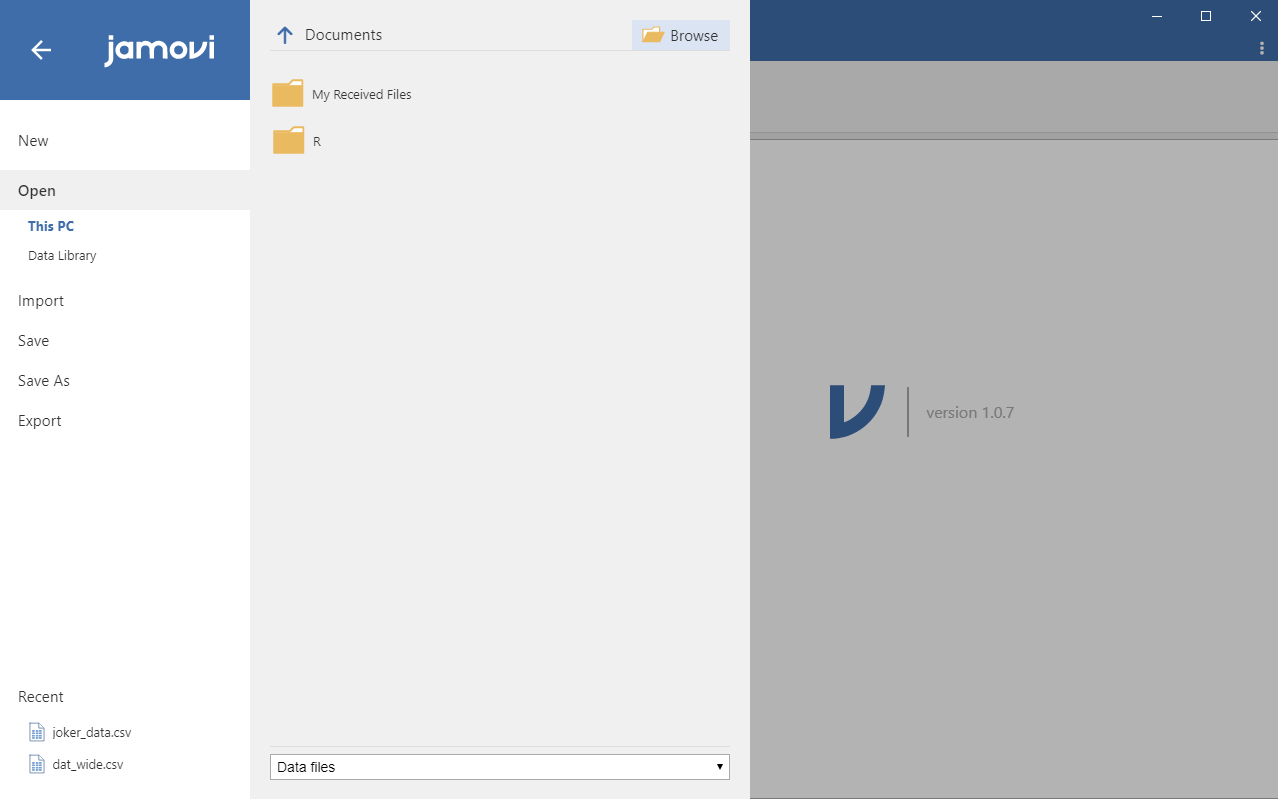 jamovi
New
Open
This PC
Data Library
Import
Save
Save As
Export
Recent
joker_data.csv
dat_wide.csv
Documents
Browse
My Received Files
R
Data files
version 1.0.7